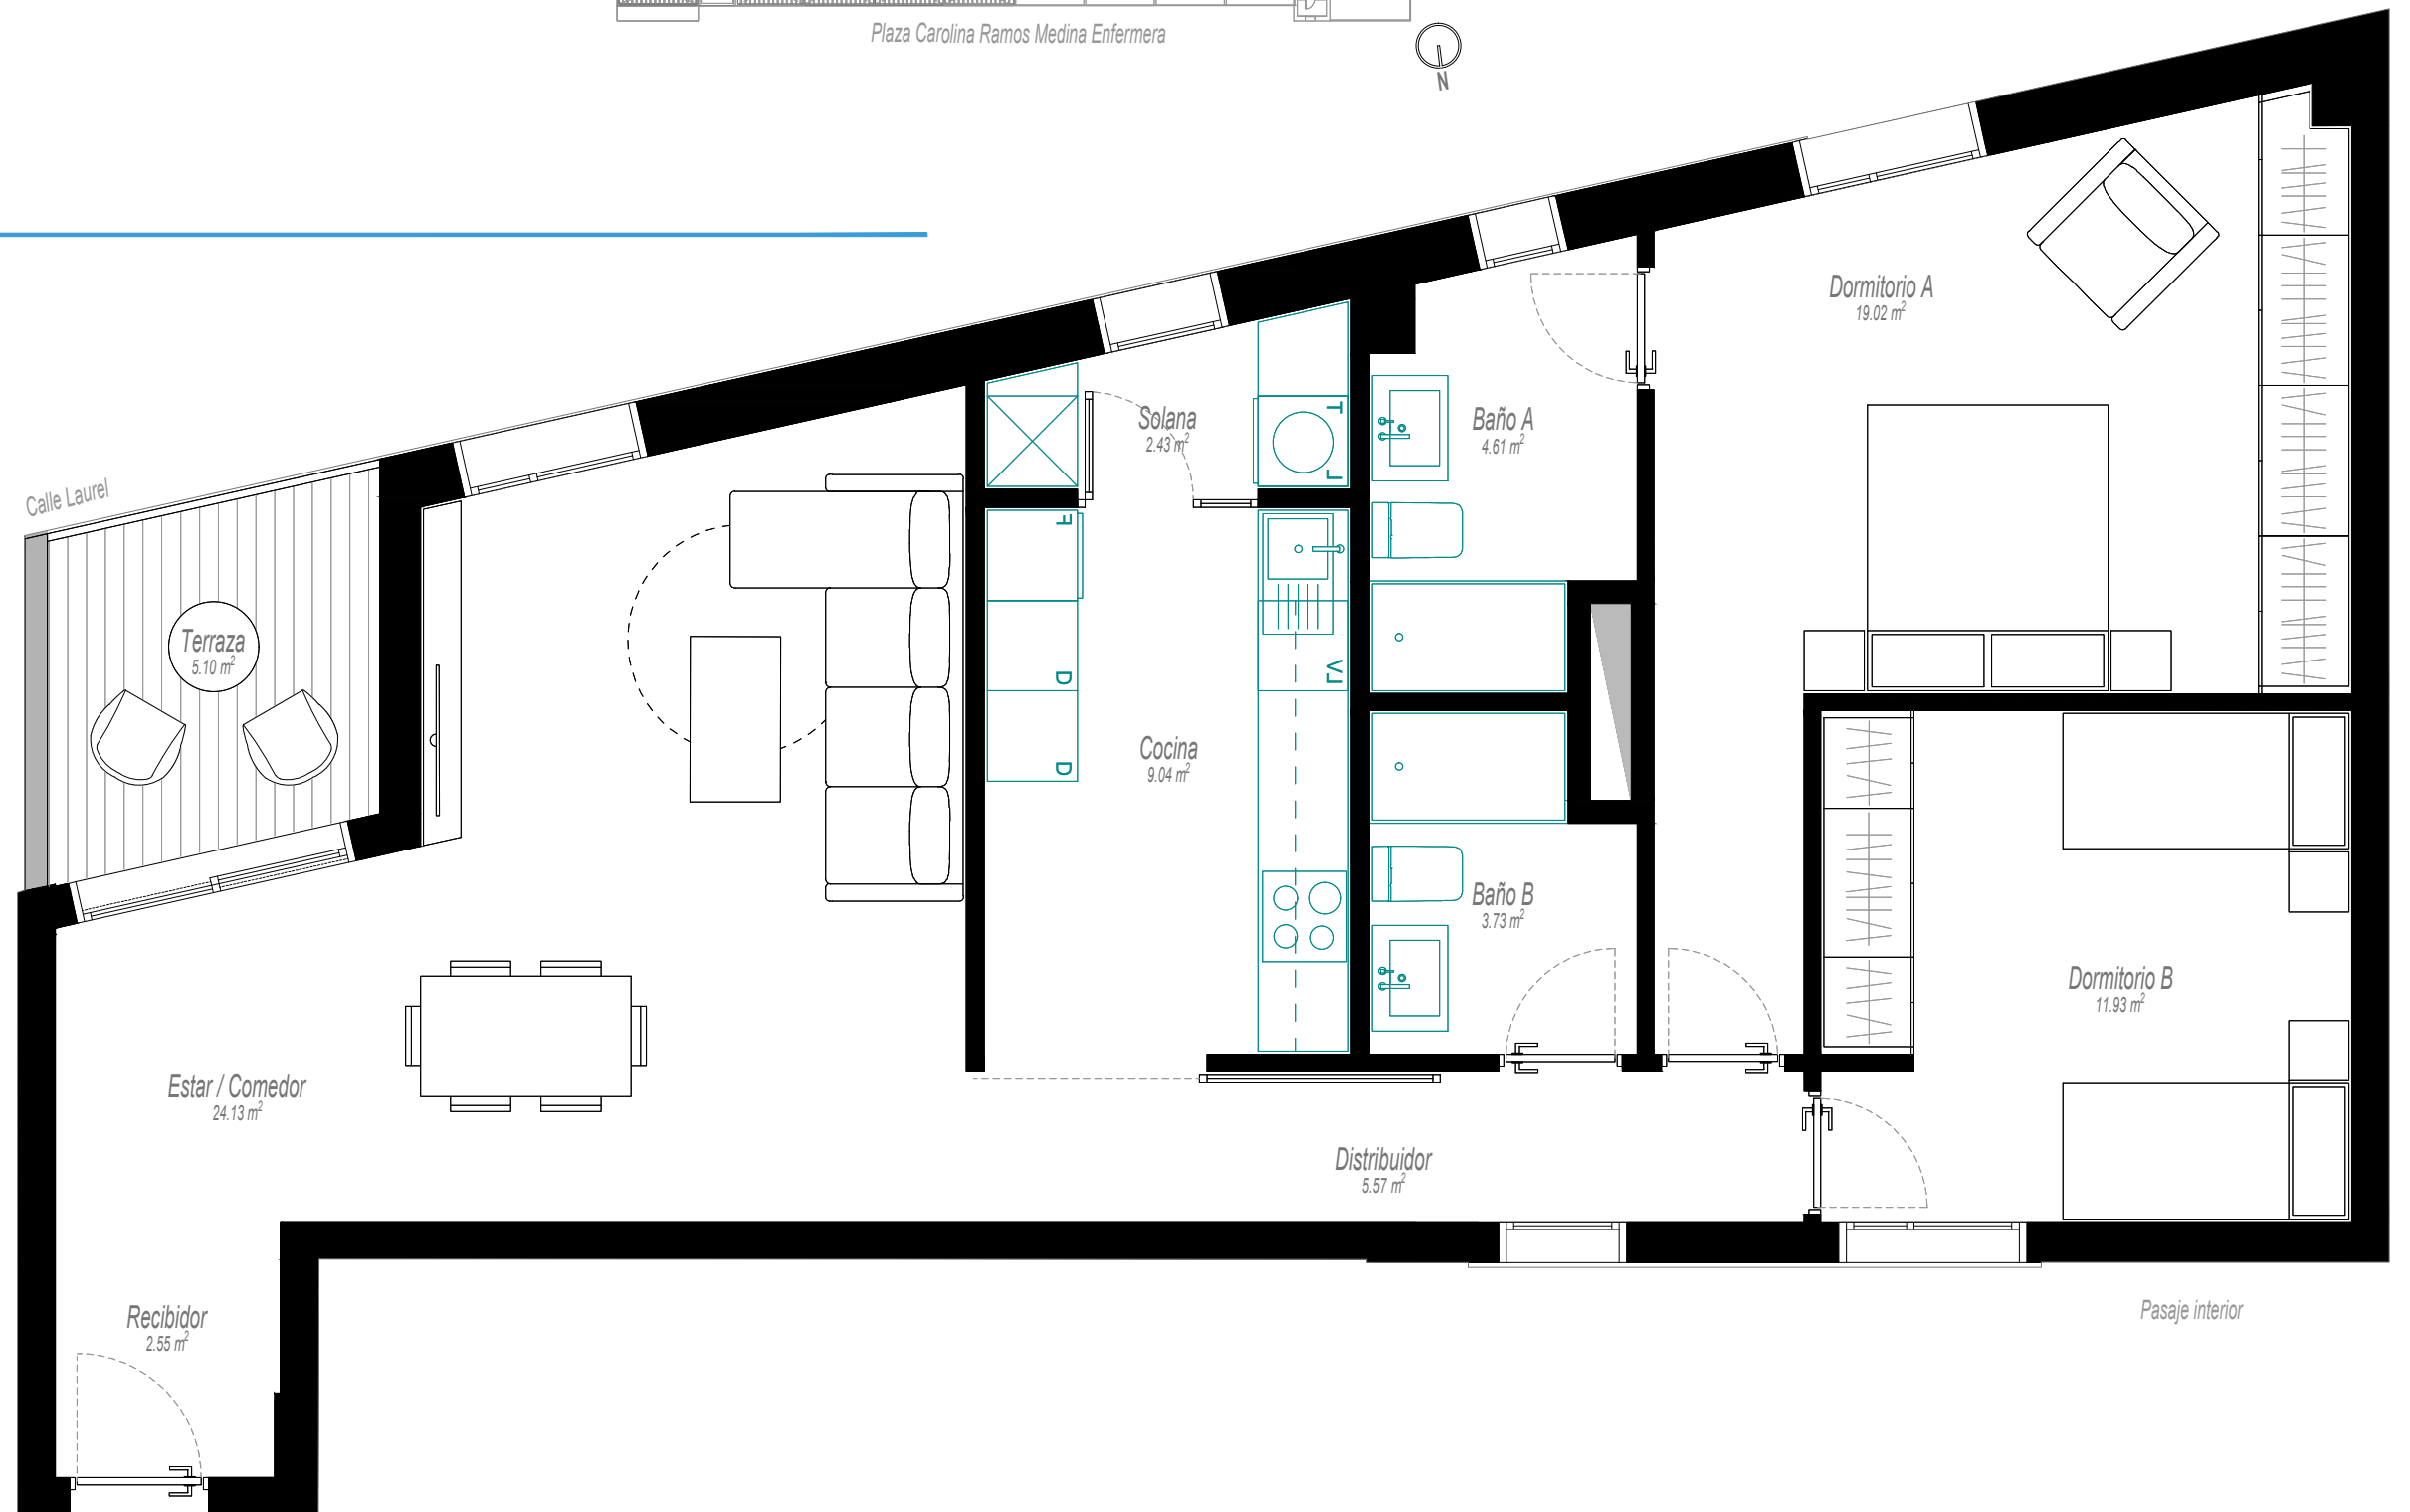 Plaza Carolina Ramos Medina Enfermera
N
Calle Laurel
Dormitorio A
19.02 m²
Solana
2.43 m²
T
L
Baño A
4.61 m²
F
Terraza
5.10 m²
D
VJ
Cocina
9.04 m²
D
Baño B
3.73 m²
Dormitorio B
11.93 m²
Estar / Comedor
24.13 m²
Distribuidor
5.57 m²
Recibidor
2.55 m²
Pasaje interior